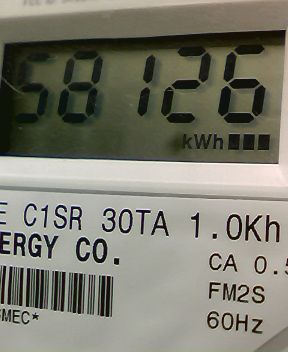 58126
kWh
E C1SR 30TA 1.0Kh
ERGY CO.
CA 0.5
FM2S
MEC*
60Hz